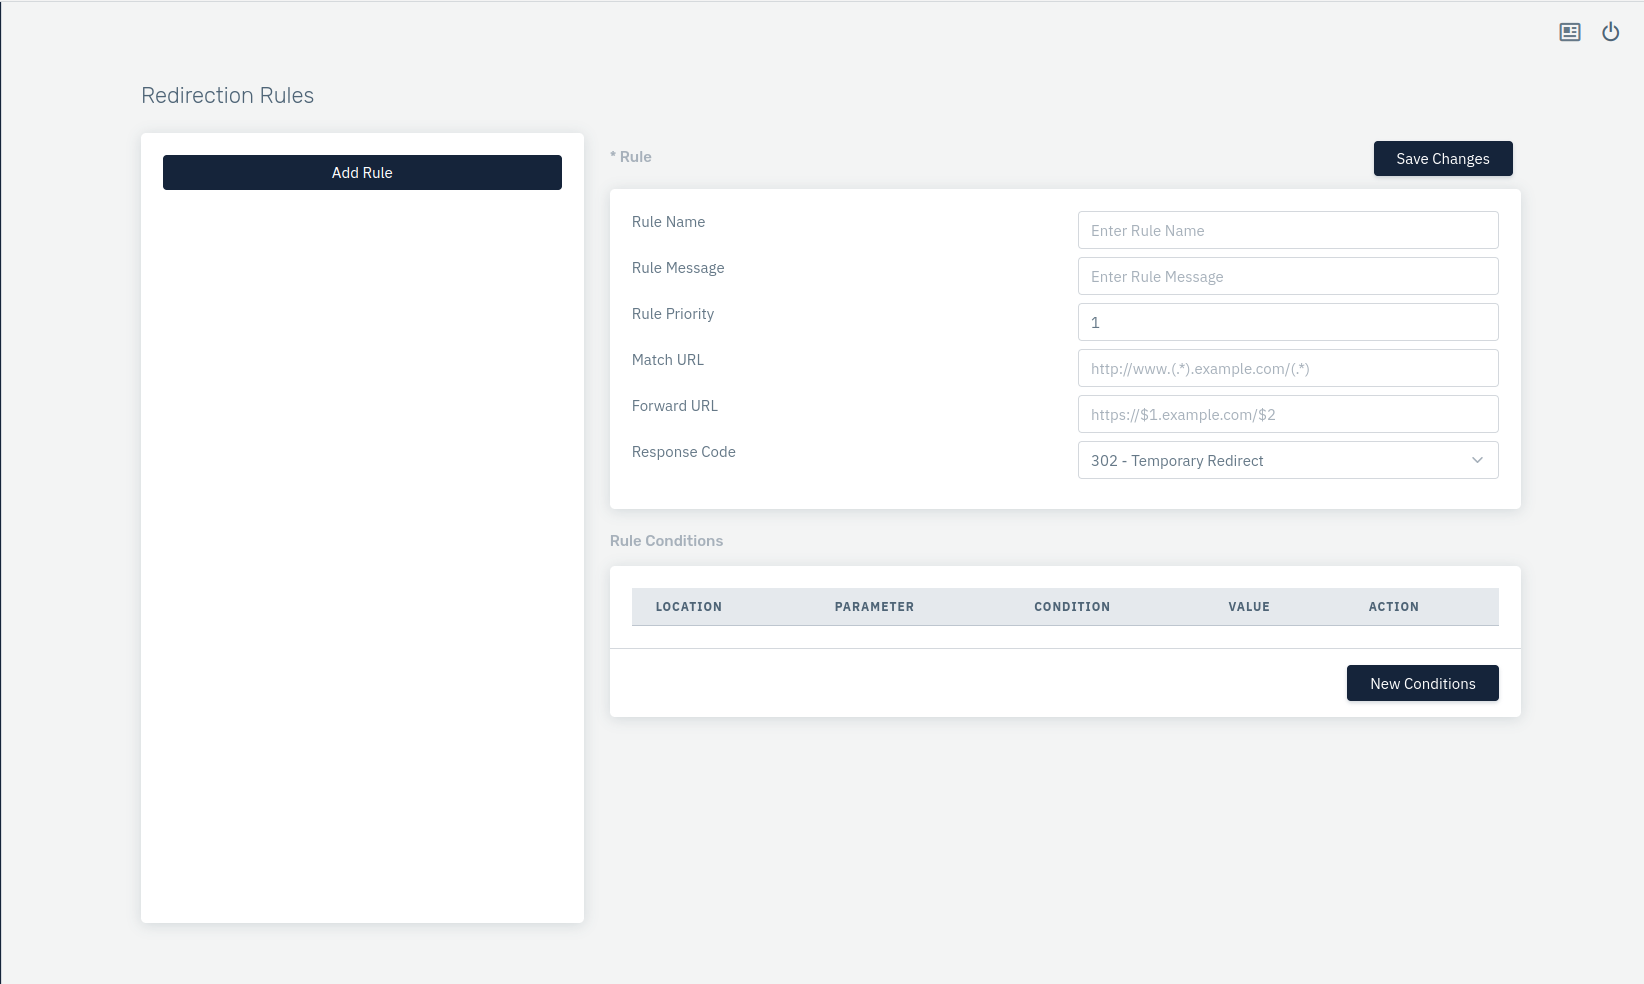 Redirection Rules
Add Rule
* Rule
Save Changes
Rule Name
Enter Rule Name
Rule Message
Enter Rule Message
Rule Priority
1
Match URL
http://www.(.*).example.com/(.*)
Forward URL
https://$1.example.com/$2
Response Code
302 - Temporary Redirect
Rule Conditions
LOCATION PARAMETER CONDITION VALUE ACTION
New Conditions